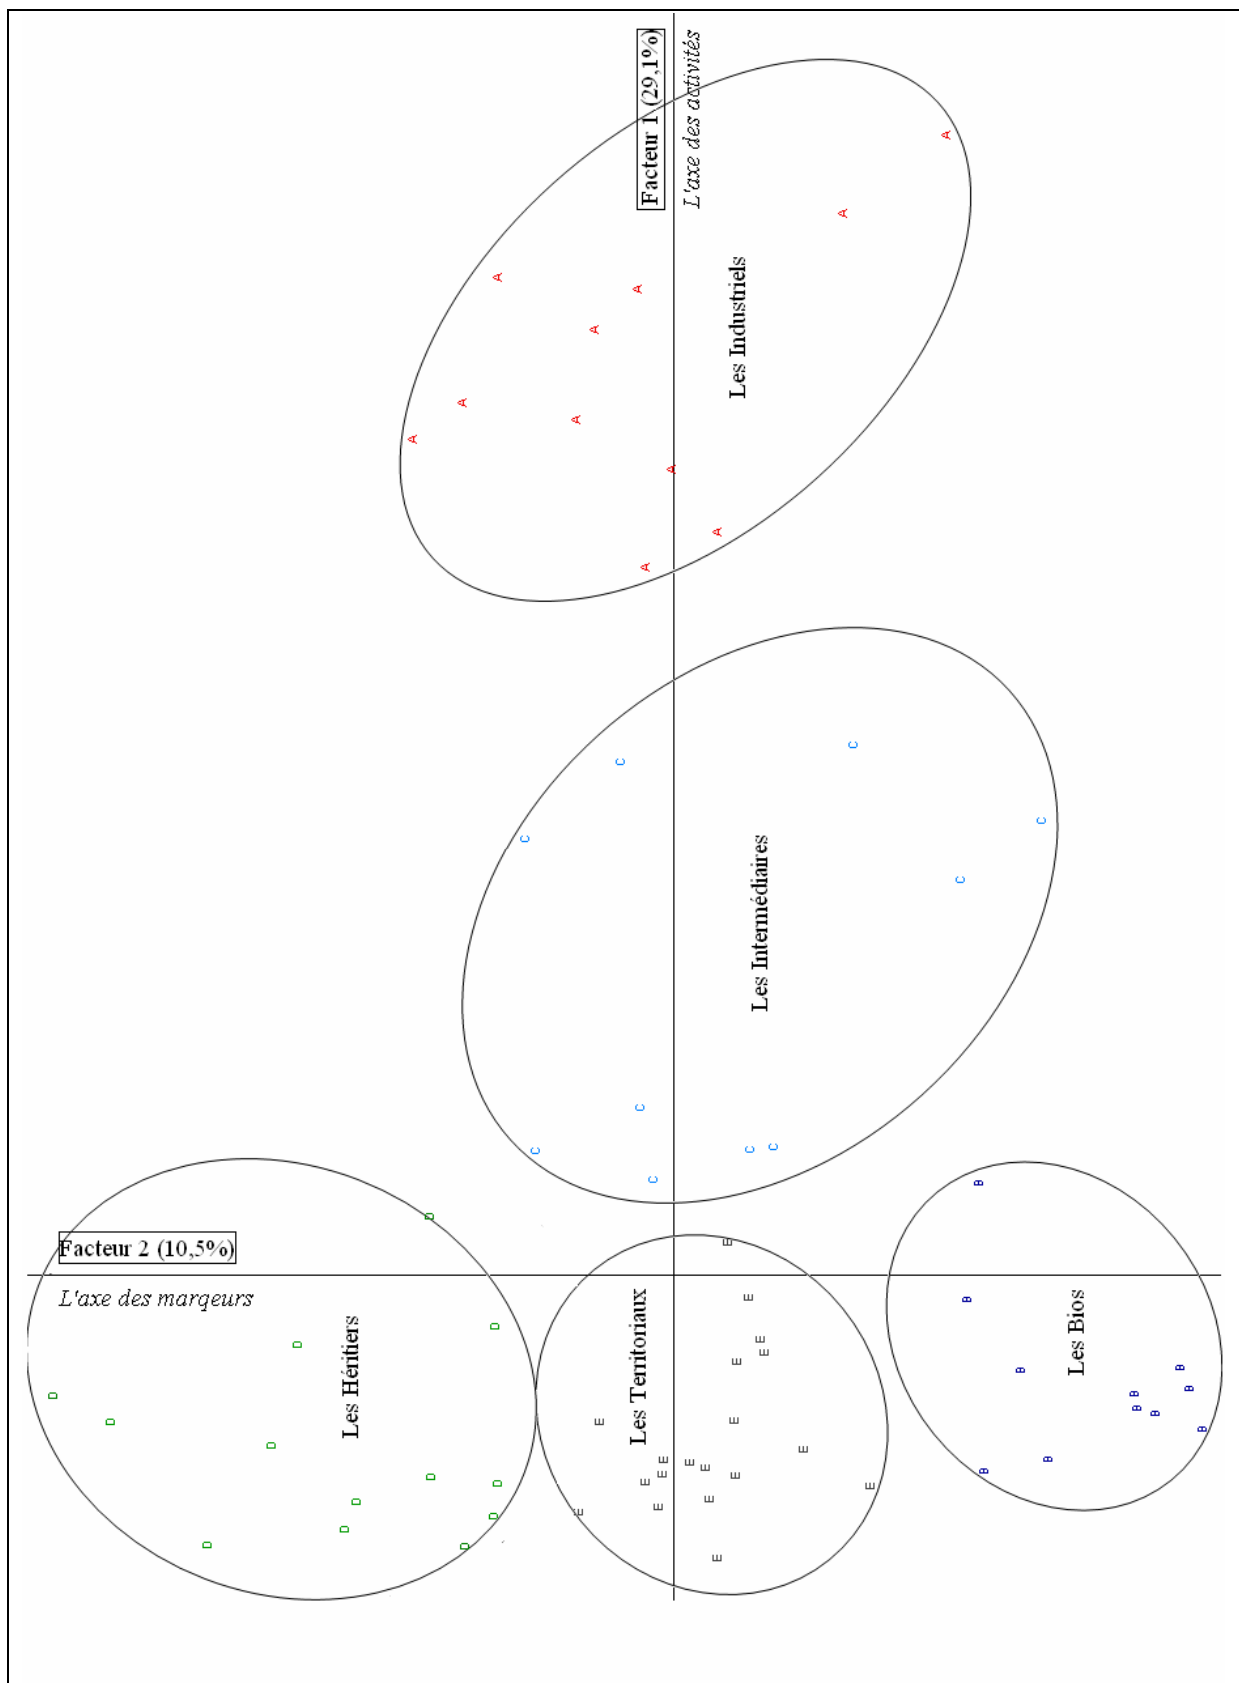 Facteur 1 (29,1%)
L'axe des activités
A
A
A
A
A
Les Industriels
A
A
A
A
A
A
C
C
C
C
C
Les Intermédiaires
C
C
C
C
C
B
D
E
Facteur 2 (10,5%)
L'axe des marqeurs
E
B
D
E
D
E
E
B
B
Les Héritiers
Les Territoriaux
Les Bios
B
D
B
B
B
D
E
E
B
D
E
E
B
E
E
E
B
D
E
E
D
E
E
D
E
E
D
E
D
D
D
E